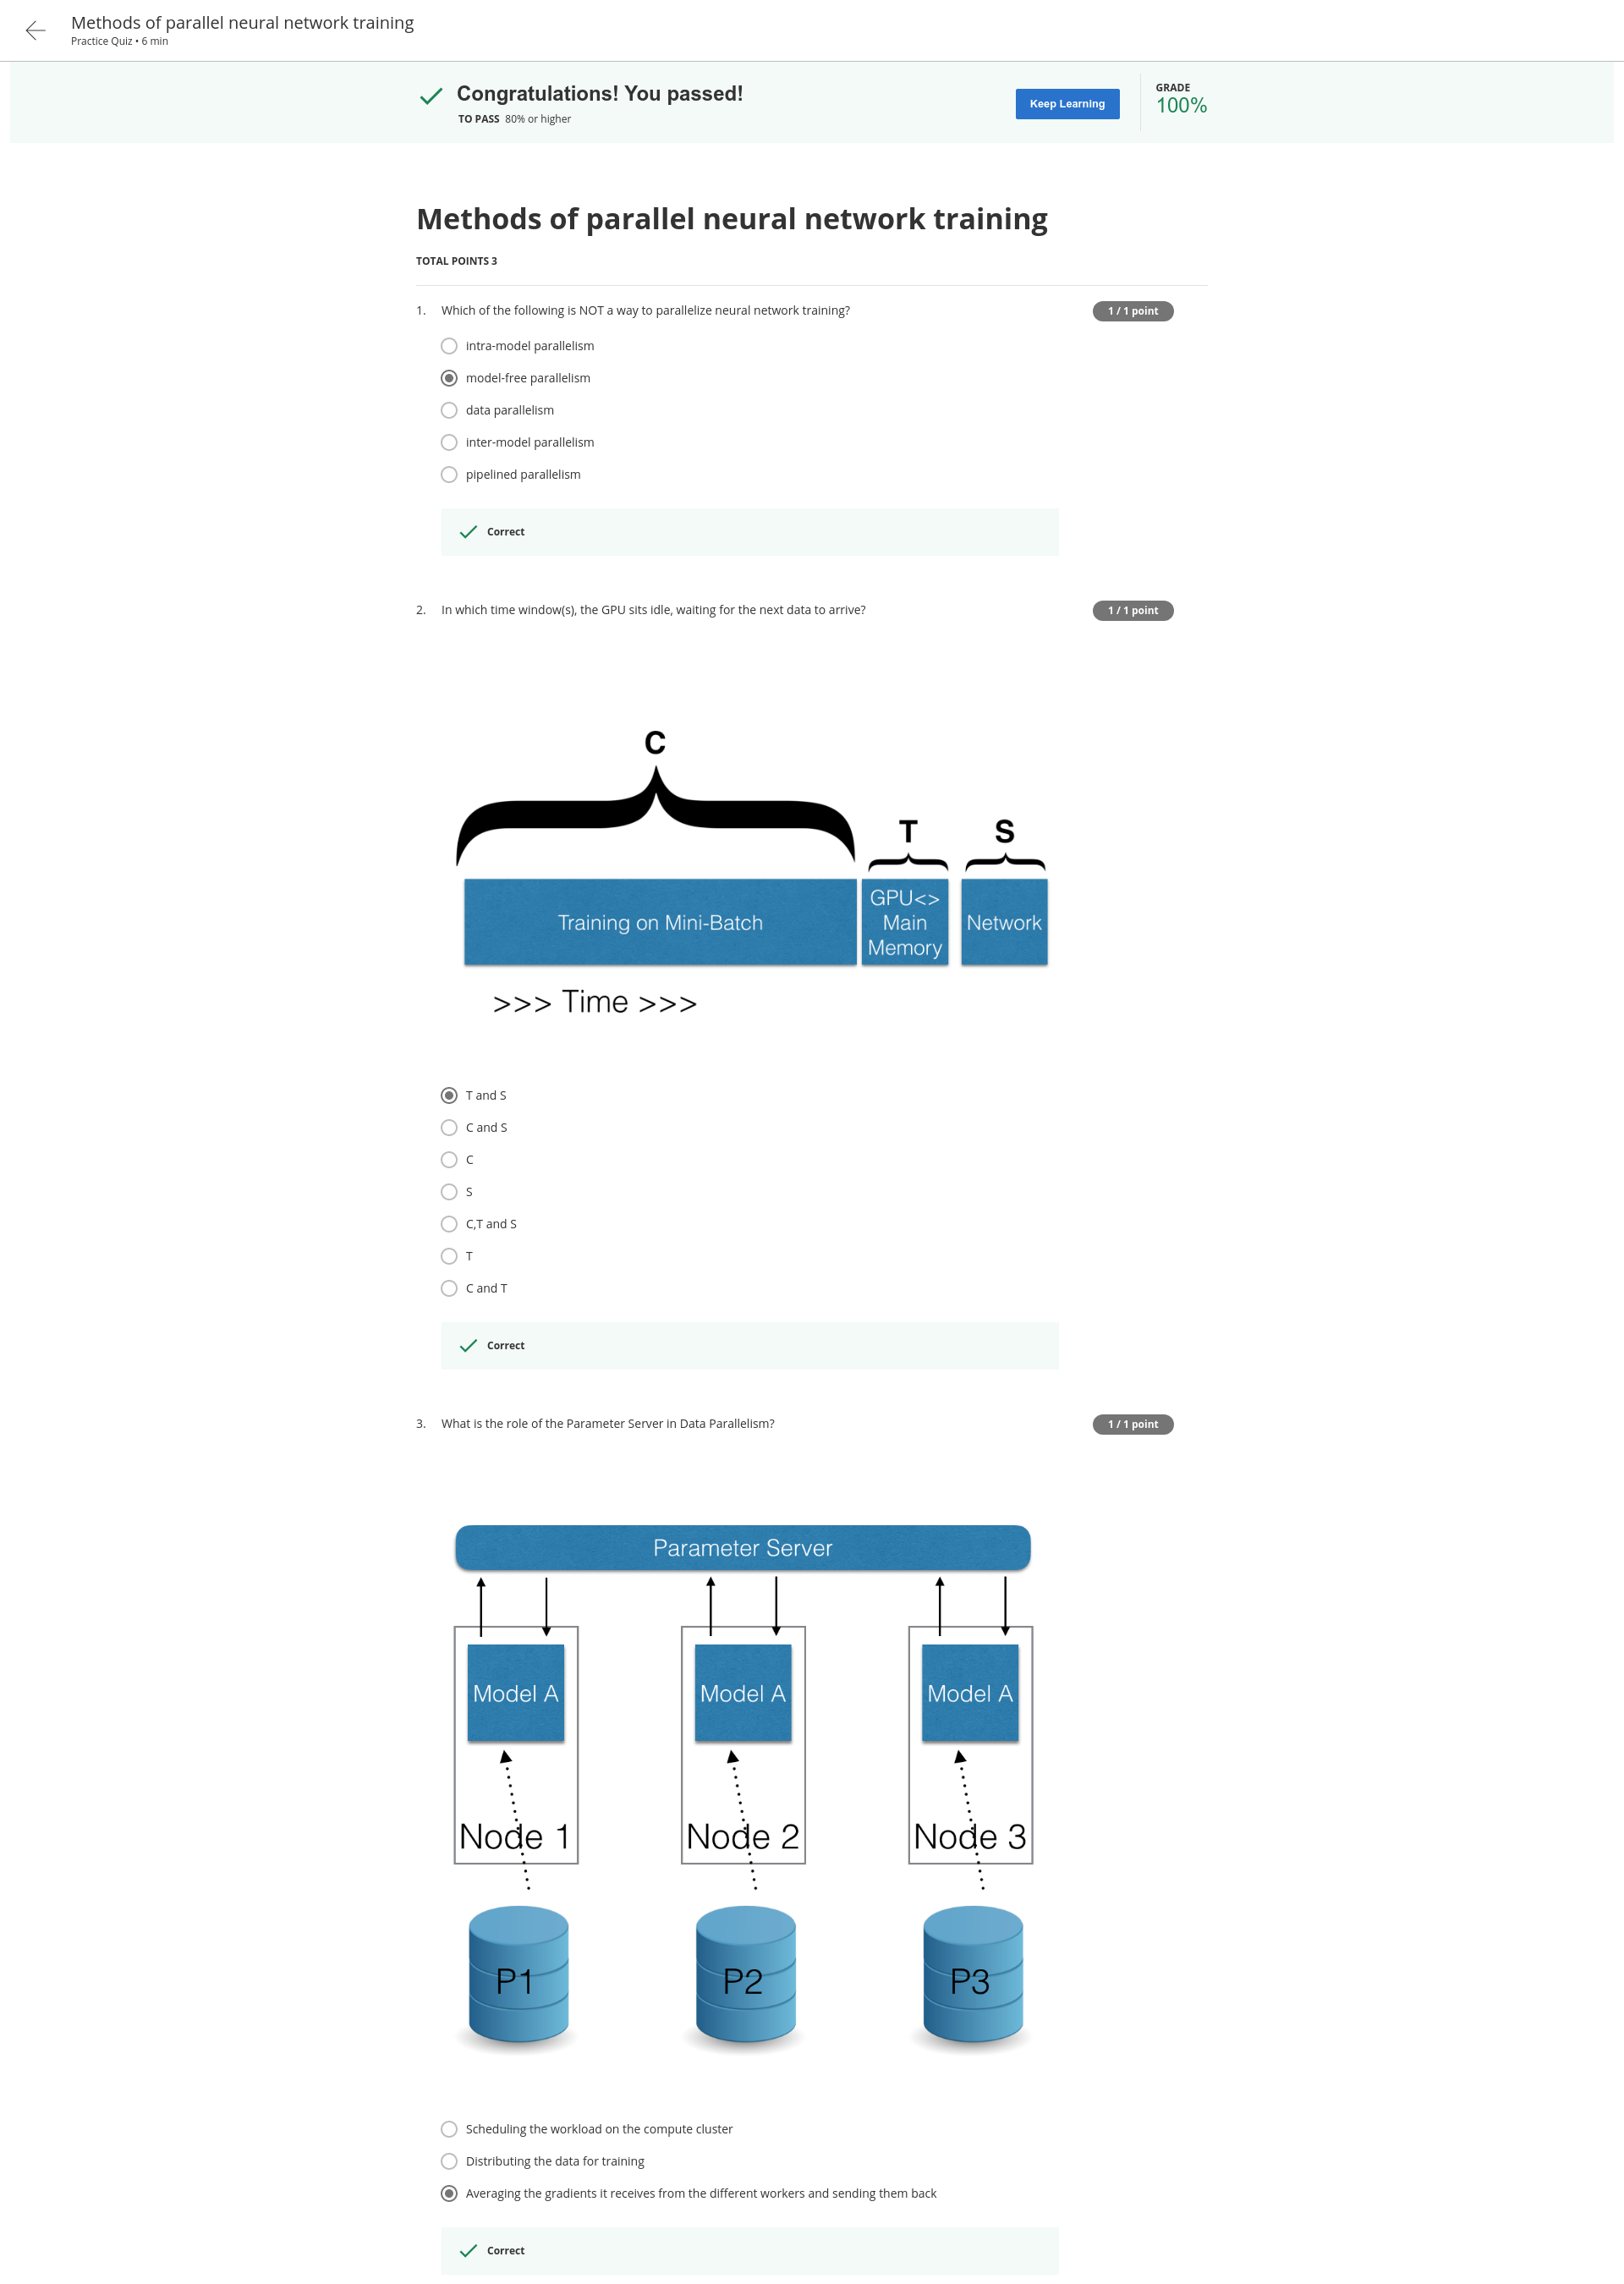 Methods of parallel neural network training
Practice Quiz • 6 min
Congratulations! You passed!
TO PASS 80% or higher
Keep Learning
GRADE
100%
Methods of parallel neural network training
TOTAL POINTS 3
1. Which of the following is NOT a way to parallelize neural network training?
1 / 1 point
intra-model parallelism
model-free parallelism
data parallelism
inter-model parallelism
pipelined parallelism
Correct
2. In which time window(s), the GPU sits idle, waiting for the next data to arrive?
1 / 1 point
C
T
S
Training on Mini-Batch
GPU<>
Main
Memory
Network
>>> Time >>>
T and S
C and S
C
S
C,T and S
T
C and T
Correct
3. What is the role of the Parameter Server in Data Parallelism?
1 / 1 point
Parameter Server
Model A
Model A
Model A
Node 1
Node 2
Node 3
P1
P2
P3
Scheduling the workload on the compute cluster
Distributing the data for training
Averaging the gradients it receives from the different workers and sending them back
Correct